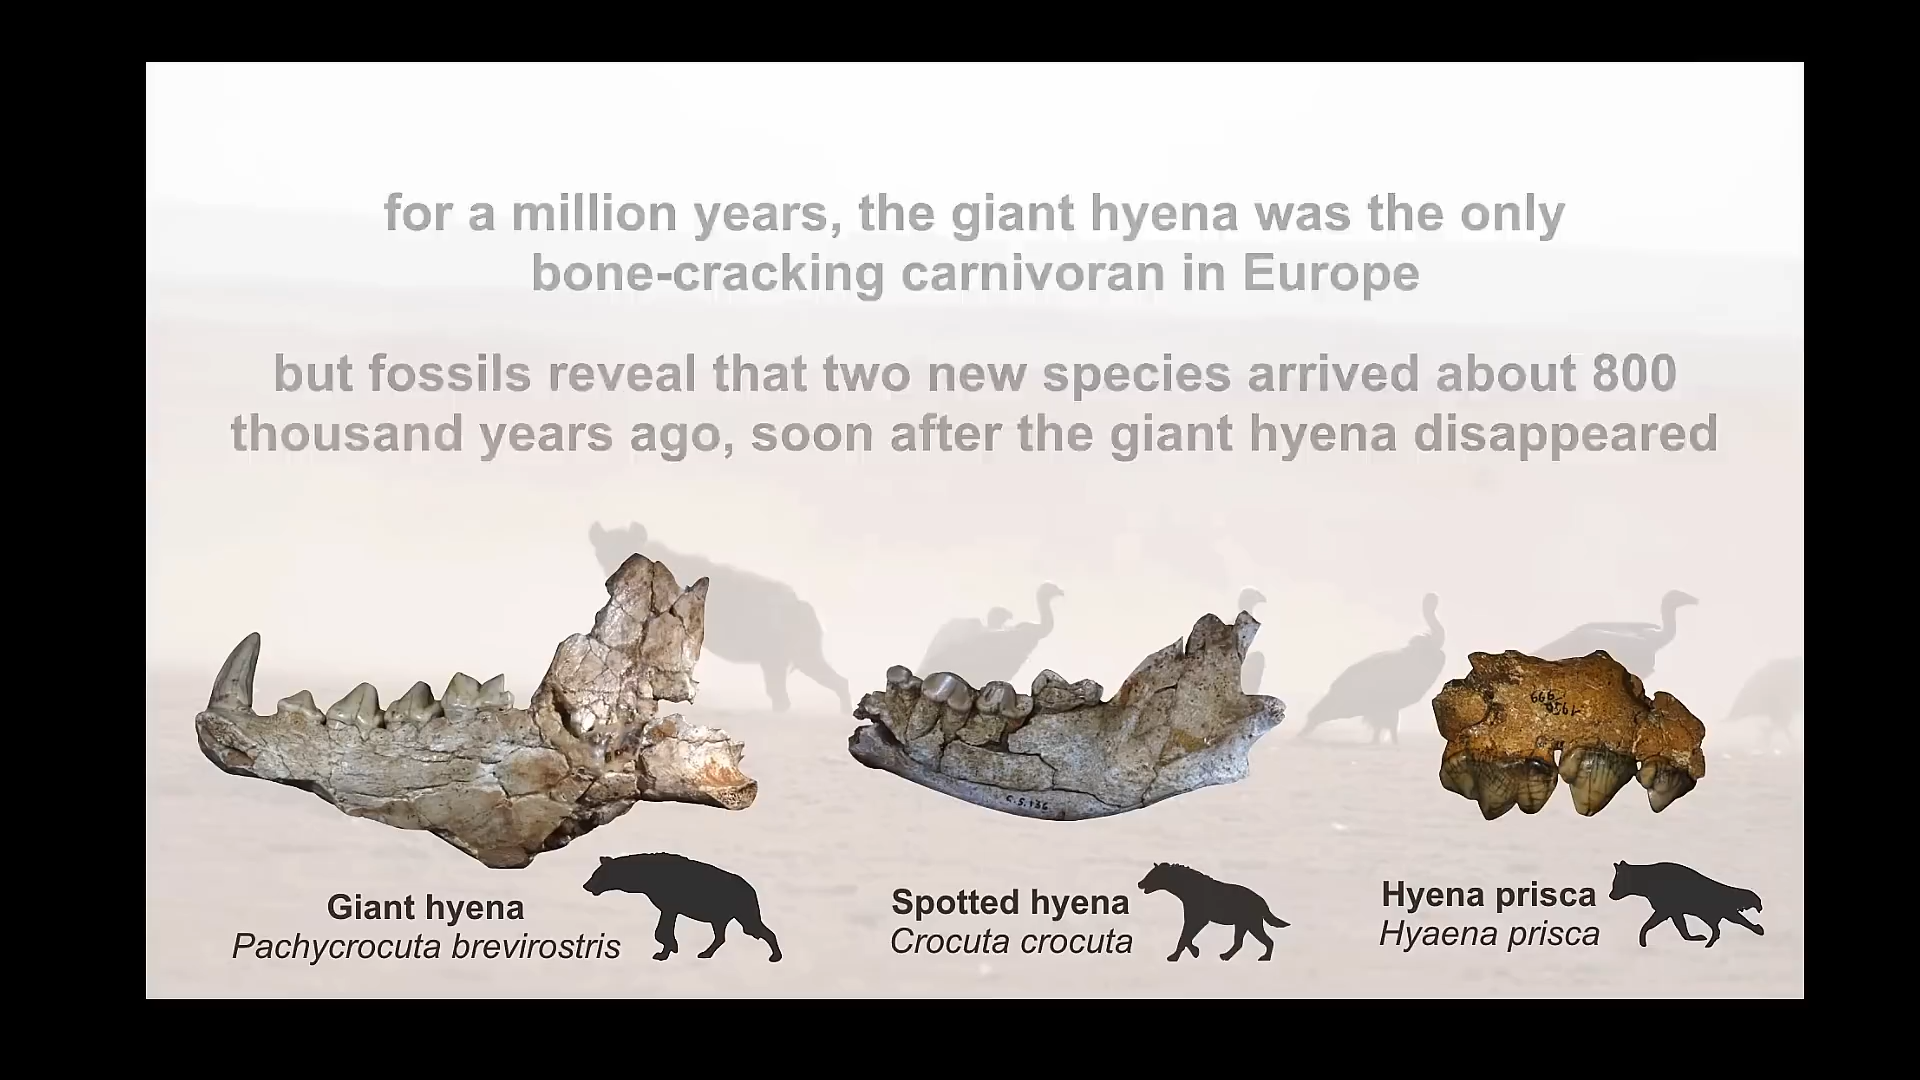 for a million years, the giant hyena was the only
bone-cracking carnivoran in Europe
but fossils reveal that two new species arrived about 800
thousand years ago, soon after the giant hyena disappeared
C.5.136
Giant hyena
Pachycrocuta brevirostris
Spotted hyena
Crocuta crocuta
Hyena prisca
Hyaena prisca